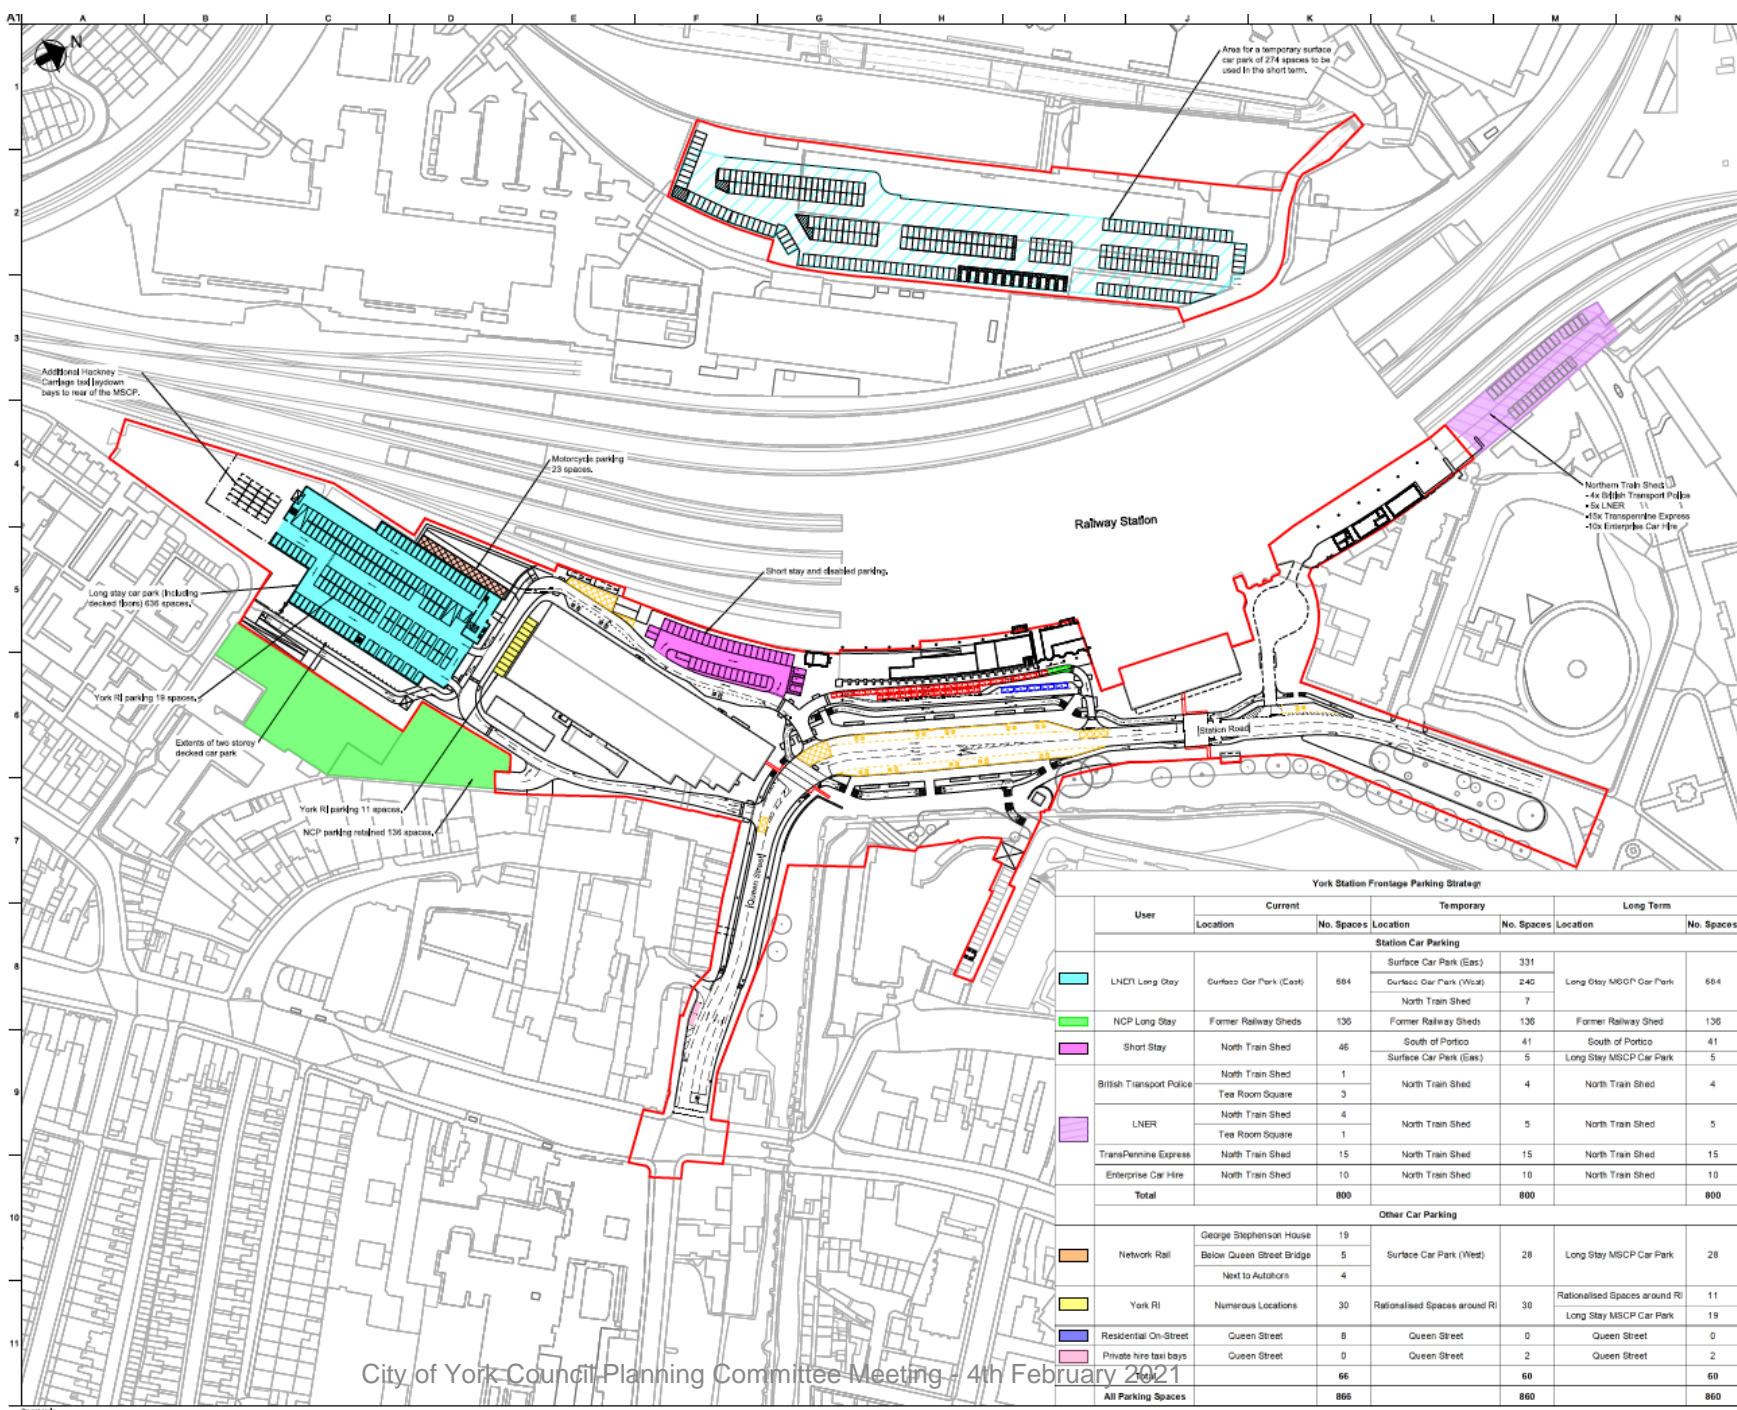 A1 A B C D E F G H J K L M N
N
1
2
3
4
5
6
7
8
9
10
11
Area for a temporary surface
car park of 274 spaces to be
used in the short term.
Additional Hackney
Carriage taxi laydown
bays to rear of the MSCP.
Motorcycle parking
23 spaces.
Railway Station
Northern Train Shed:
- 4x British Transport Police
- 5x LNER
- 15x Transpennine Express
- 10x Enterprise Car Hire
Short stay and disabled parking.
Long stay car park (including
decked floors) 636 spaces.
York RI parking 19 spaces.
Extents of two storey
decked car park
York RI parking 11 spaces.
NCP parking retained 136 spaces.
Station Road
Queen Street
York Station Frontage Parking Strategy
User Current Temporary Long Term
Location No. Spaces Location No. Spaces Location No. Spaces
Station Car Parking
LNER Long Stay Surface Car Park (East) 584 Surface Car Park (East) 331 Long Stay MSCP Car Park 584
Surface Car Park (West) 246
North Train Shed 7
NCP Long Stay Former Railway Sheds 136 Former Railway Sheds 136 Former Railway Shed 136
Short Stay North Train Shed 46 South of Portico 41 South of Portico 41
Surface Car Park (East) 5 Long Stay MSCP Car Park 5
British Transport Police North Train Shed 1 North Train Shed 4 North Train Shed 4
Tea Room Square 3
LNER North Train Shed 4 North Train Shed 5 North Train Shed 5
Tea Room Square 1
TransPennine Express North Train Shed 15 North Train Shed 15 North Train Shed 15
Enterprise Car Hire North Train Shed 10 North Train Shed 10 North Train Shed 10
Total 800 800 800
Other Car Parking
Network Rail George Stephenson House 19 Surface Car Park (West) 28 Long Stay MSCP Car Park 28
Below Queen Street Bridge 5
Next to Autohorn 4
York RI Numerous Locations 30 Rationalised Spaces around RI 30 Rationalised Spaces around RI 11
Long Stay MSCP Car Park 19
Residential On-Street Queen Street 8 Queen Street 0 Queen Street 0
Private hire taxi bays Queen Street 0 Queen Street 2 Queen Street 2
Total 66 60 60
All Parking Spaces 866 860 860
City of York Council Planning Committee Meeting - 4th February 2021